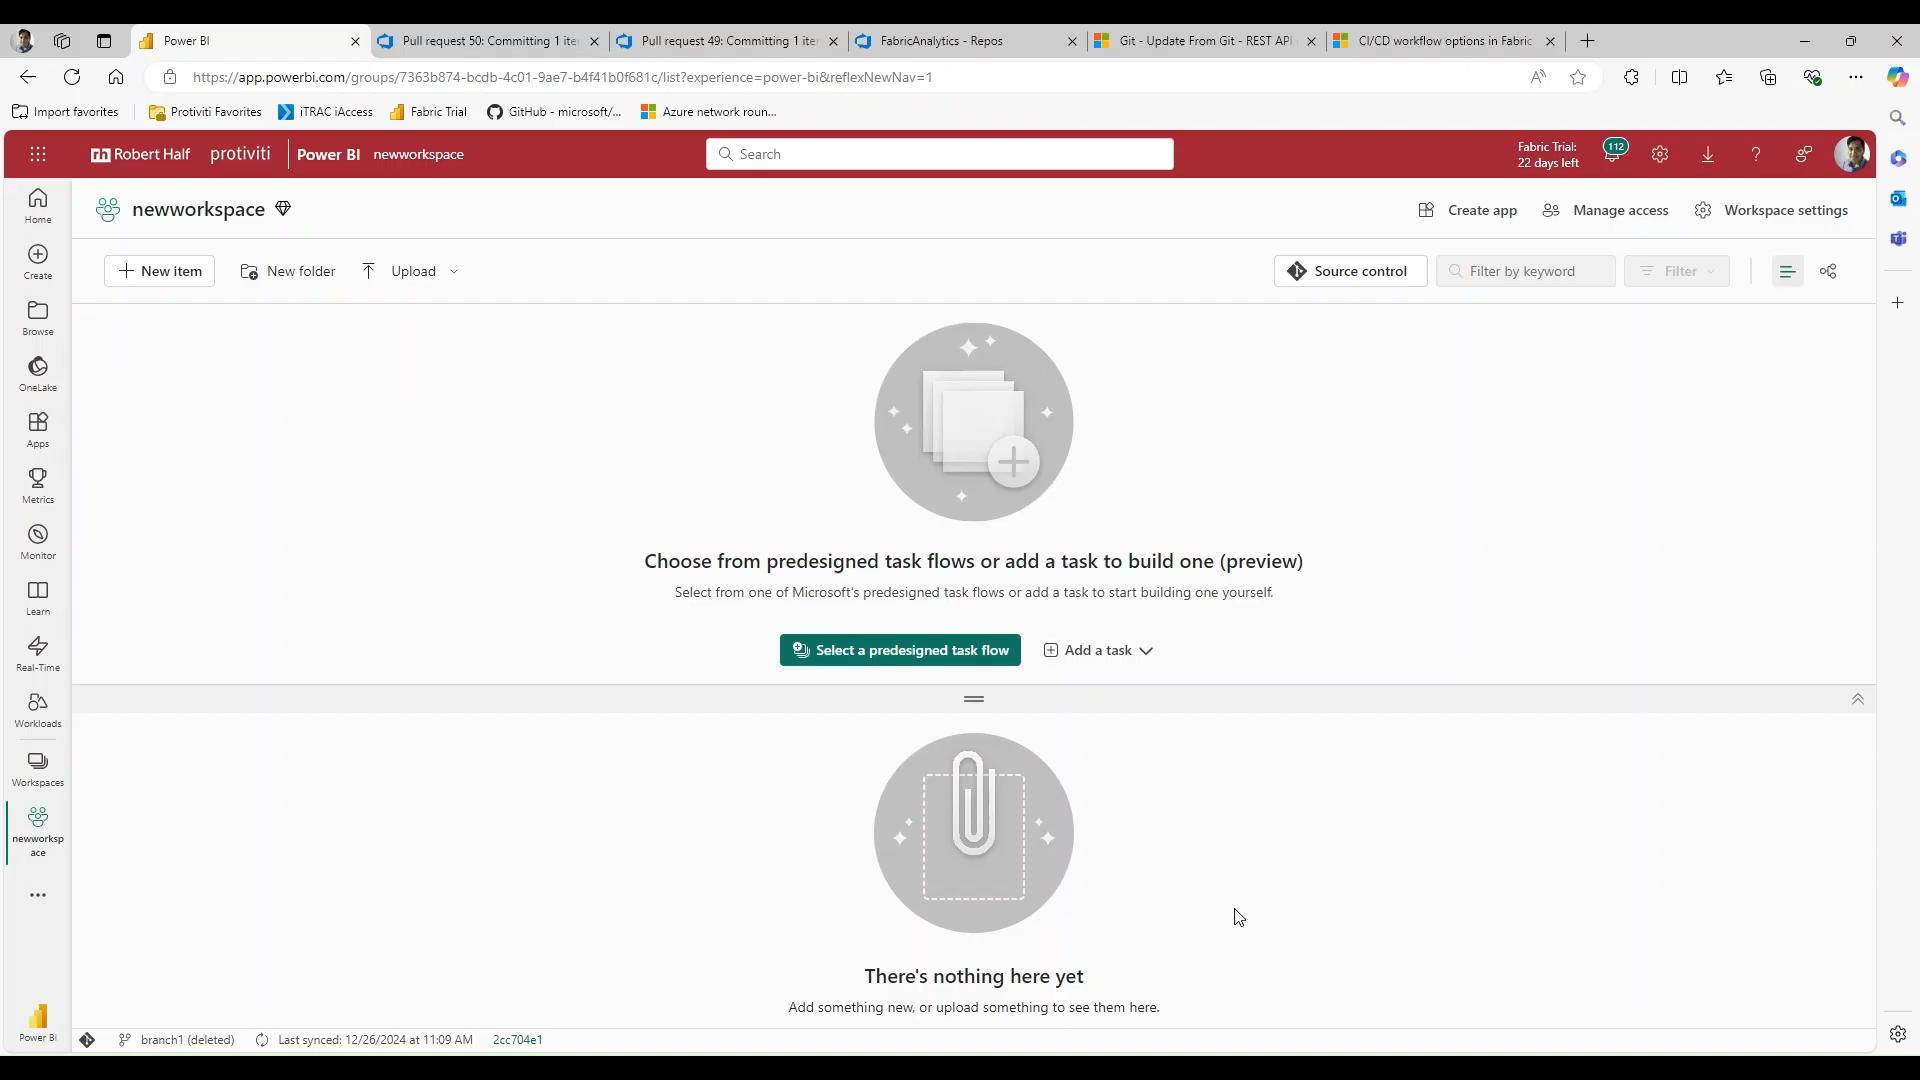 Power BI
Pull request 50: Committing 1 ite
Pull request 49: Committing 1 ite
FabricAnalytics - Repos
Git - Update From Git - REST API
CI/CD workflow options in Fabric
https://app.powerbi.com/groups/7363b874-bcdb-4c01-9ae7-b4f41b0f681c/list?experience=power-bi&reflexNewNav=1
Import favorites
Protiviti Favorites
iTRAC iAccess
Fabric Trial
GitHub - microsoft/...
Azure network roun...
rh Robert Half
protiviti
Power BI
newworkspace
Search
Fabric Trial:
22 days left
112
Home
Create
Browse
OneLake
Apps
Metrics
Monitor
Learn
Real-Time
Workloads
Workspaces
newworksp
ace
Power BI
newworkspace
Create app
Manage access
Workspace settings
New item
New folder
Upload
Source control
Filter by keyword
Filter
Choose from predesigned task flows or add a task to build one (preview)
Select from one of Microsoft's predesigned task flows or add a task to start building one yourself.
Select a predesigned task flow
Add a task
There's nothing here yet
Add something new, or upload something to see them here.
branch1 (deleted)
Last synced: 12/26/2024 at 11:09 AM
2cc704e1